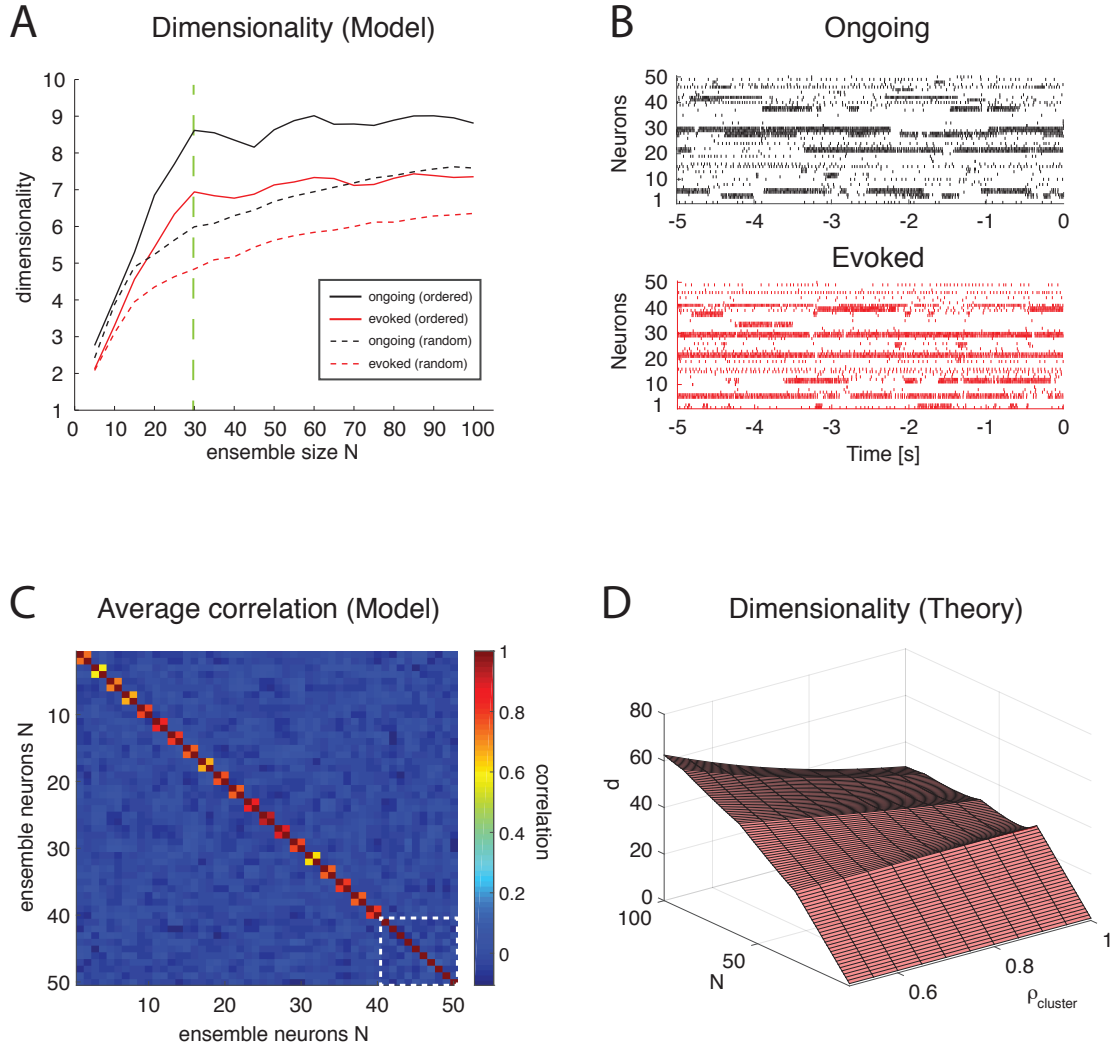 A
Dimensionality (Model)
10
9
8
7
6
5
4
3
2
1
dimensionality
0 10 20 30 40 50 60 70 80 90 100
ensemble size N
ongoing (ordered)
evoked (ordered)
ongoing (random)
evoked (random)
B
Ongoing
50
40
30
20
10
1
Neurons
-5 -4 -3 -2 -1 0
Evoked
50
40
30
20
10
1
Neurons
-5 -4 -3 -2 -1 0
Time [s]
C
Average correlation (Model)
10
20
30
40
50
ensemble neurons N
10 20 30 40 50
ensemble neurons N
1
0.8
0.6
0.4
0.2
0
correlation
D
Dimensionality (Theory)
80
60
40
20
0
d
100
50
N
0.6
0.8
1
ρcluster